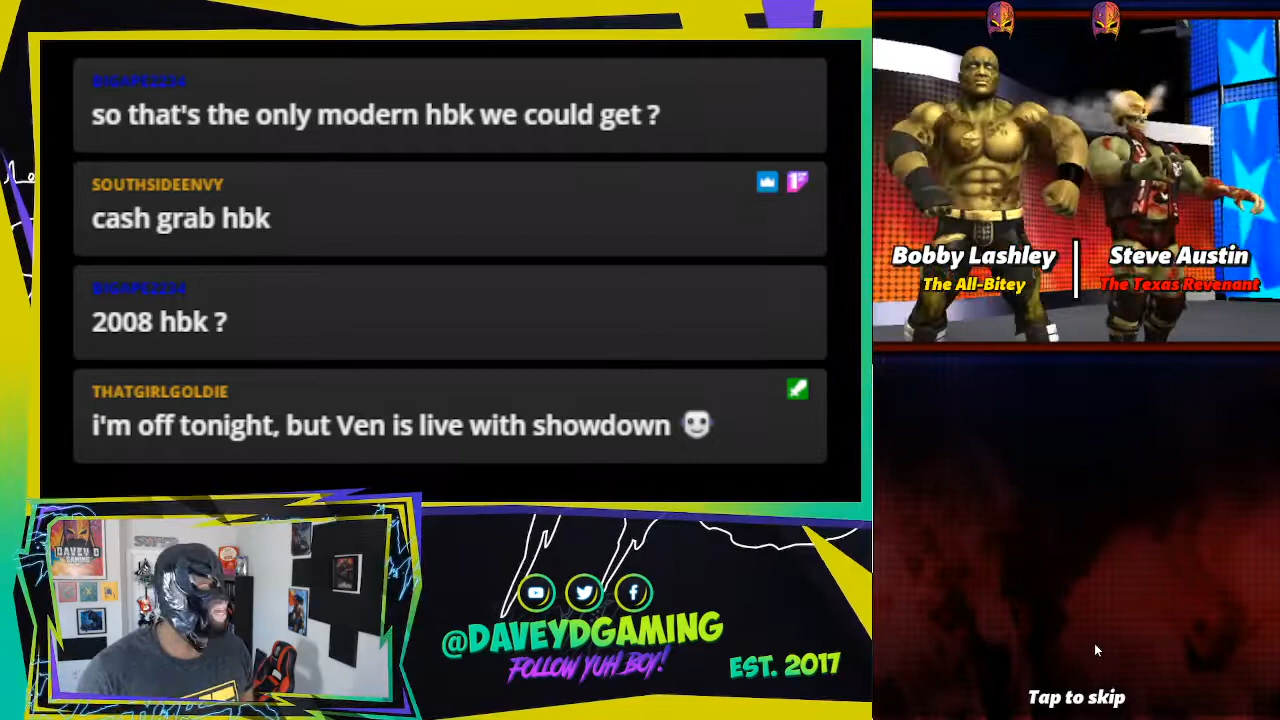 so that's the only modern hbk we could get ?
SOUTHSIDEENVY
cash grab hbk
2008 hbk ?
THATGIRLGOLDIE
i'm off tonight, but Ven is live with showdown
DAVEY D
GAMING
@DAVEYDGAMING
FOLLOW YUH BOY!
EST. 2017
Bobby Lashley
The All-Bitey
Steve Austin
The Texas Revenant
Tap to skip